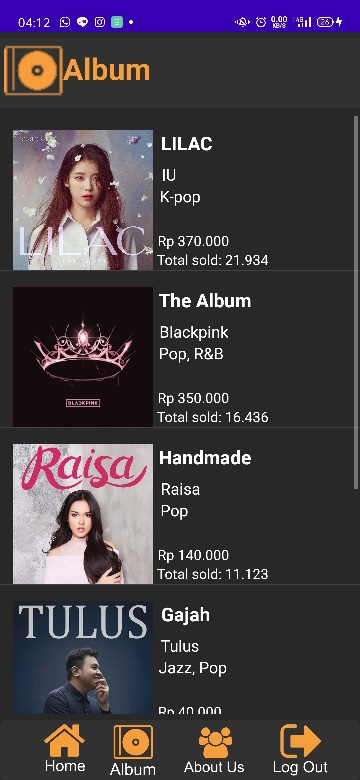 04:12
0.00 KB/S
4G
26
Album
LILAC
IU
K-pop
Rp 370.000
Total sold: 21.934
LILAC
The Album
Blackpink
Pop, R&B
Rp 350.000
Total sold: 16.436
BLACKPINK
Raisa
Handmade
Raisa
Pop
Rp 140.000
Total sold: 11.123
TULUS
Gajah
Tulus
Jazz, Pop
Rp 40.000
Home
Album
About Us
Log Out